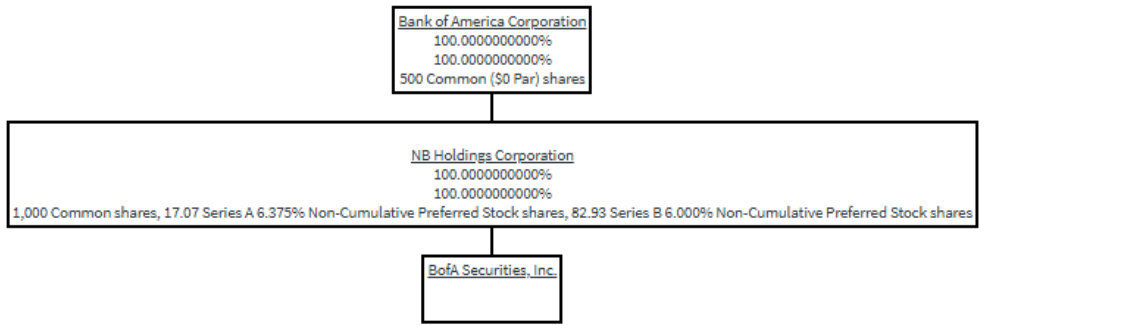 Bank of America Corporation
100.0000000000%
100.0000000000%
500 Common ($0 Par) shares
NB Holdings Corporation
100.0000000000%
100.0000000000%
1,000 Common shares, 17.07 Series A 6.375% Non-Cumulative Preferred Stock shares, 82.93 Series B 6.000% Non-Cumulative Preferred Stock shares
BofA Securities, Inc.